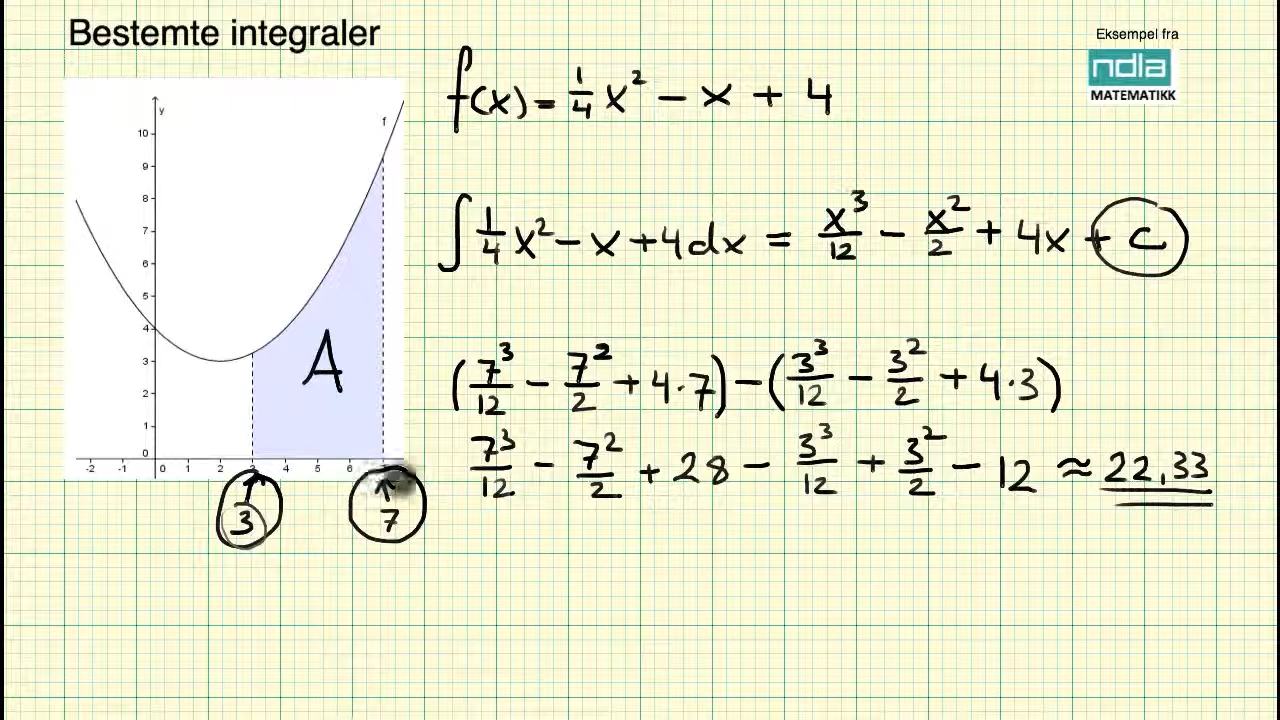 Bestemte integraler
Eksempel fra
ndla
MATEMATIKK
f(x) = 1/4 x² - x + 4
∫ 1/4 x² - x + 4 dx = x³/12 - x²/2 + 4x + C
(7³/12 - 7²/2 + 4·7) - (3³/12 - 3²/2 + 4·3)
7³/12 - 7²/2 + 28 - 3³/12 + 3²/2 - 12 ≈ 22,33
y
f
10
9
8
7
6
5
4
3
2
1
0
-2 -1 0 2 3 4 5 6
A
3
7